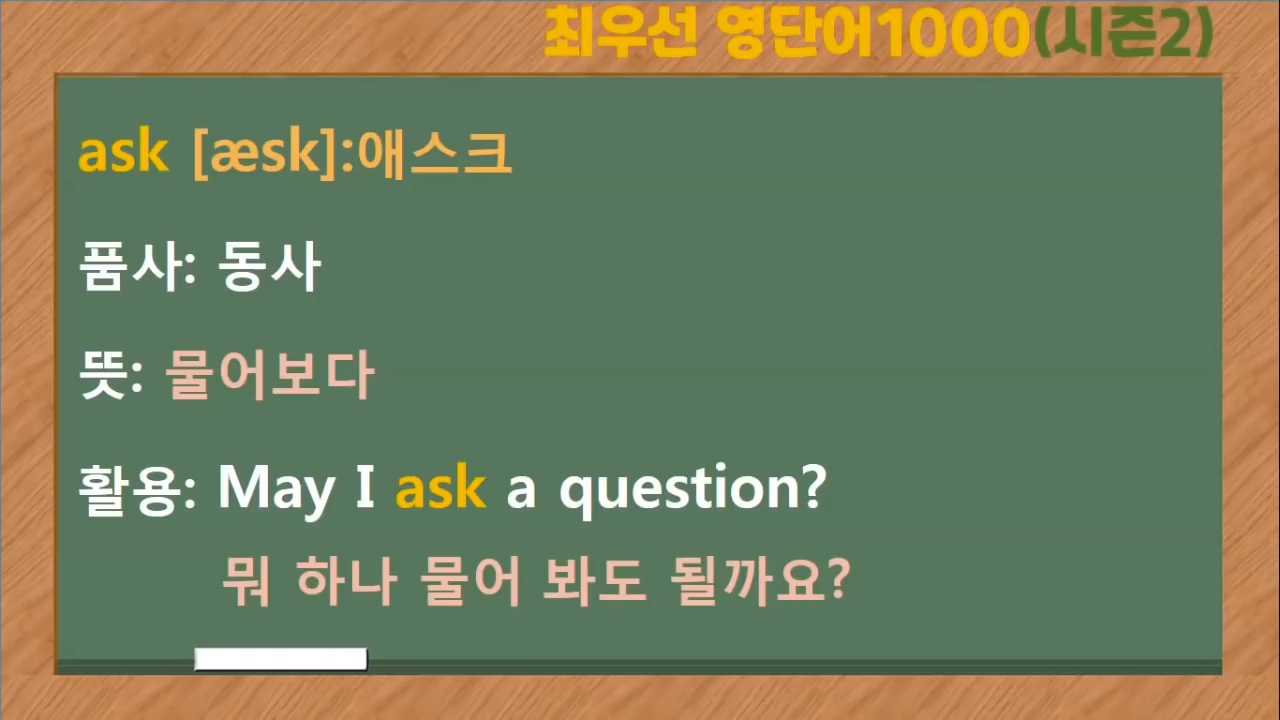 최우선 영단어1000(시즌2)
ask [æsk]:애스크
품사: 동사
뜻: 물어보다
활용: May I ask a question?
뭐 하나 물어 봐도 될까요?